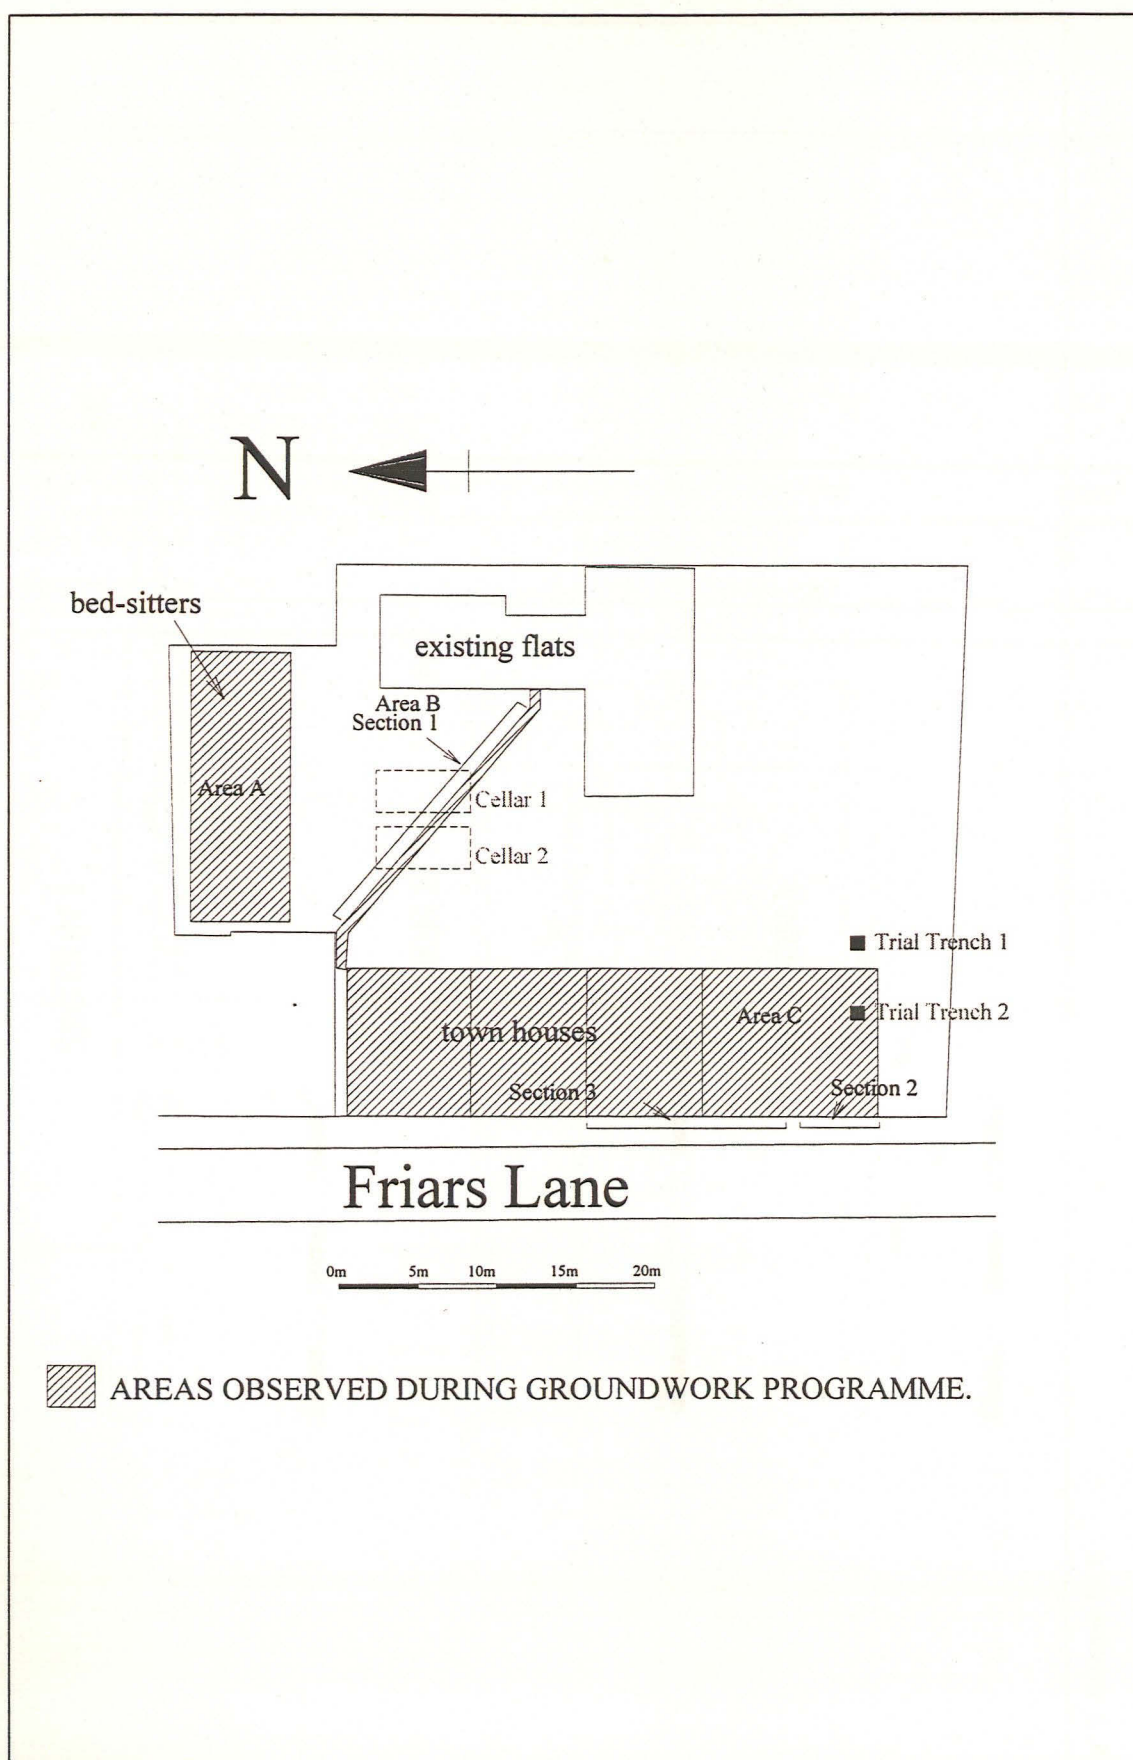 N
bed-sitters
existing flats
Area B
Section 1
Area A
Cellar 1
Cellar 2
Trial Trench 1
Trial Trench 2
Area C
town houses
Section 3
Section 2
Friars Lane
0m 5m 10m 15m 20m
AREAS OBSERVED DURING GROUNDWORK PROGRAMME.